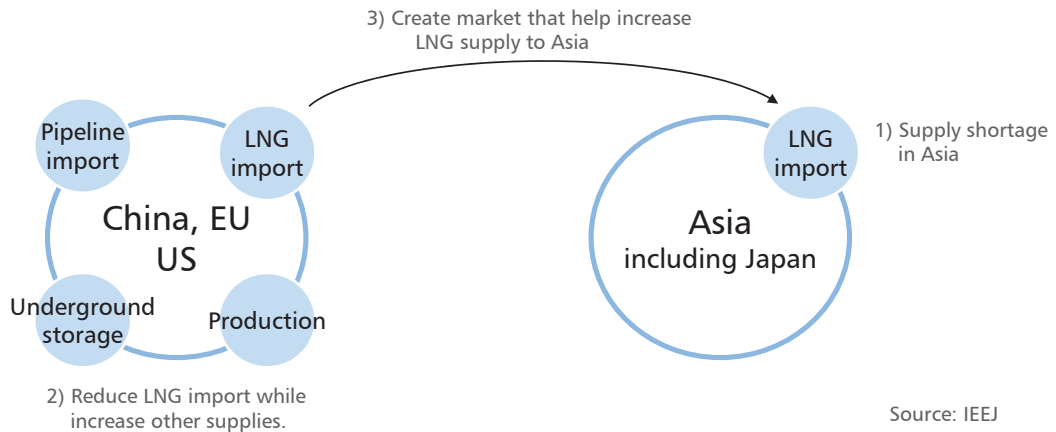 3) Create market that help increase
LNG supply to Asia
Pipeline
import
LNG
import
China, EU
US
Underground
storage
Production
2) Reduce LNG import while
increase other supplies.
LNG
import
1) Supply shortage
in Asia
Asia
including Japan
Source: IEEJ